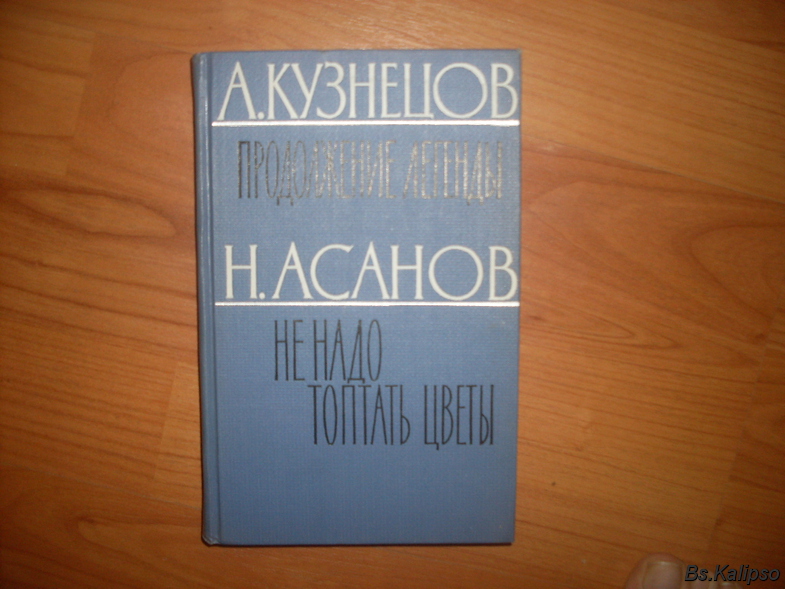 А.КУЗНЕЦОВ
ПРОДОЛЖЕНИЕ ЛЕГЕНДЫ
Н.АСАНОВ
НЕ НАДО
ТОПТАТЬ ЦВЕТЫ
Bs.Kalipso